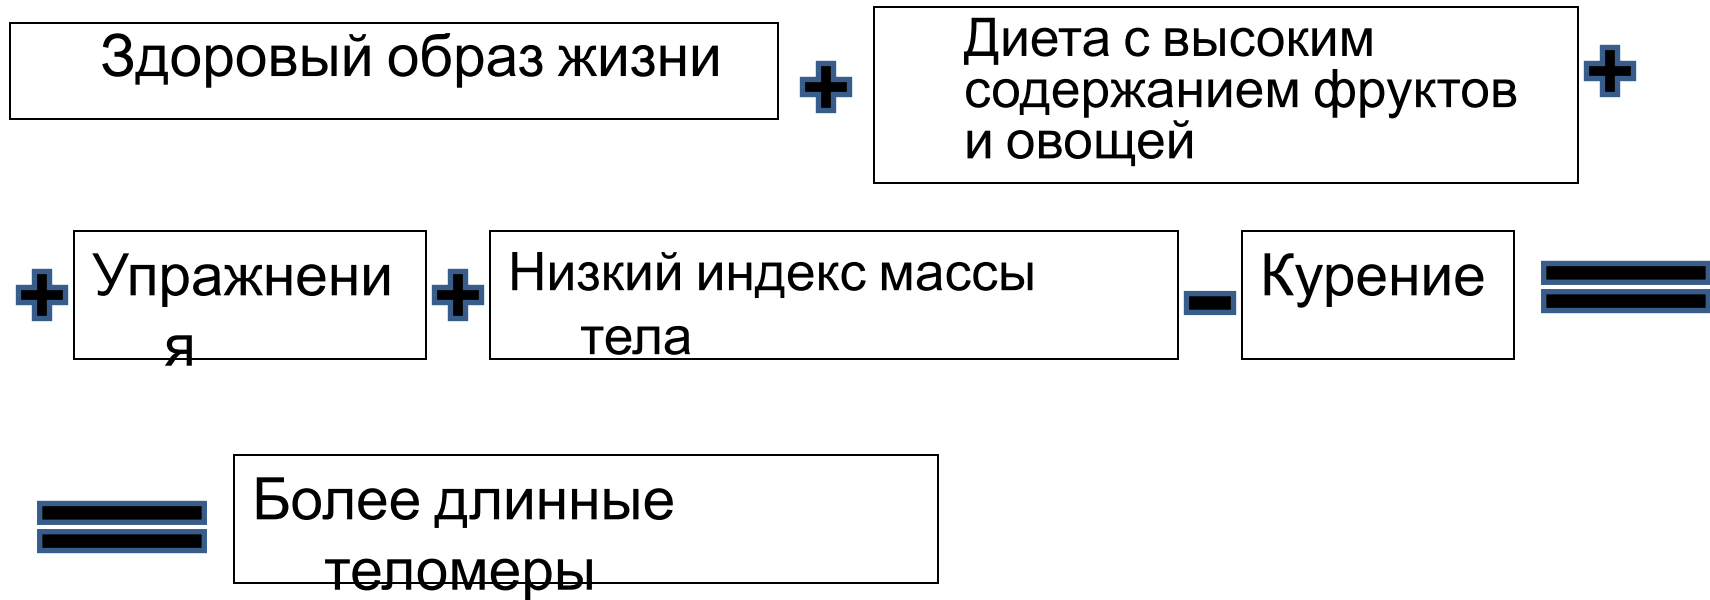 Здоровый образ жизни
Диета с высоким
содержанием фруктов
и овощей
Упражнени
я
Низкий индекс массы
тела
Курение
Более длинные
теломеры